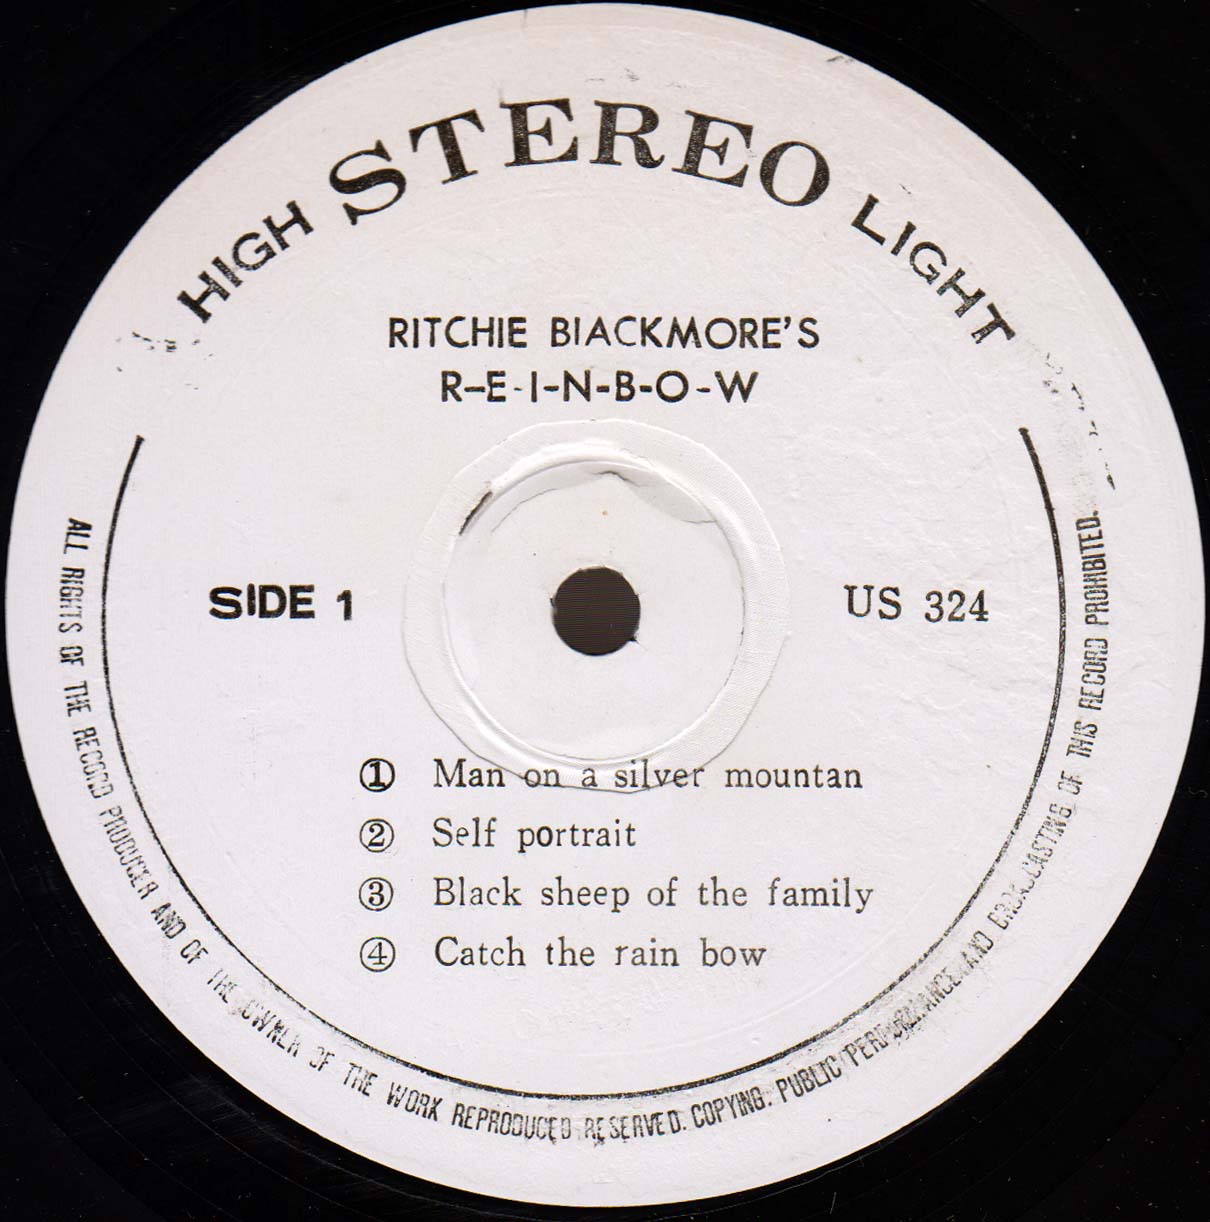 HIGH STEREO LIGHT
RITCHIE BIACKMORE'S
R-E-I-N-B-O-W
SIDE 1
US 324
① Man on a silver mountan
② Self portrait
③ Black sheep of the family
④ Catch the rain bow
ALL RIGHTS OF THE RECORD PRODUCER AND OF THE OWNER OF THE WORK REPRODUCED RESERVED. COPYING. PUBLIC PERFORMANCE AND BROADCASTING OF THIS RECORD PROHIBITED.